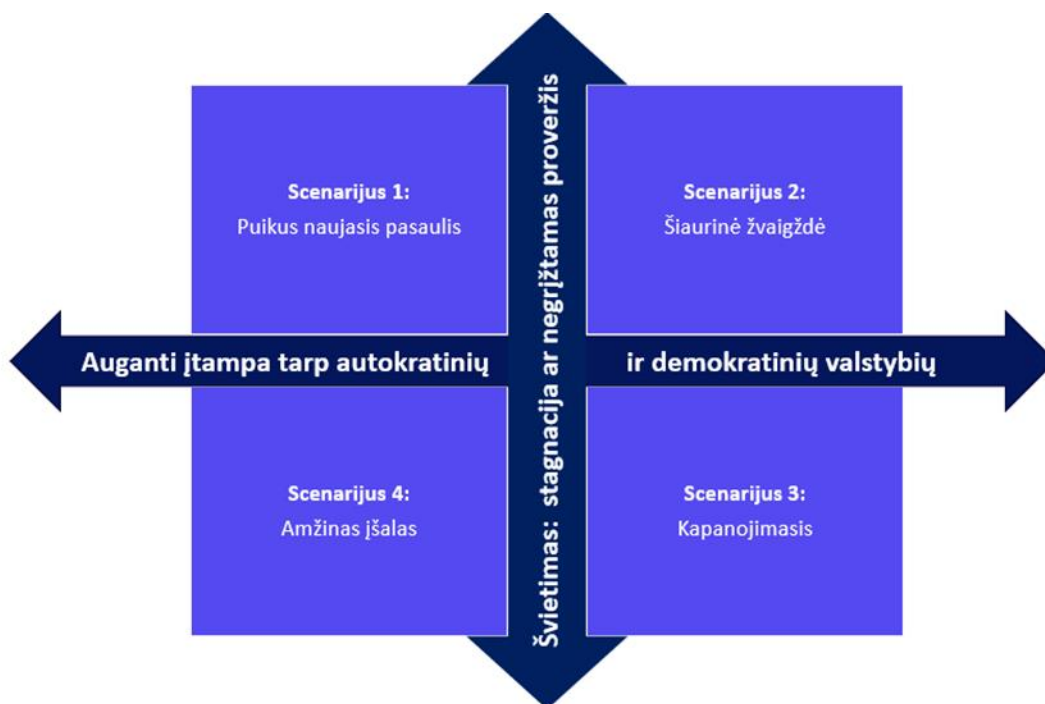 Scenarijus 1:
Puikus naujasis pasaulis
Scenarijus 2:
Šiaurinė žvaigždė
Auganti įtampa tarp autokratinių ir demokratinių valstybių
Švietimas: stagnacija ar negrįžtamas proveržis
Scenarijus 4:
Amžinas įšalas
Scenarijus 3:
Kapanojimasis